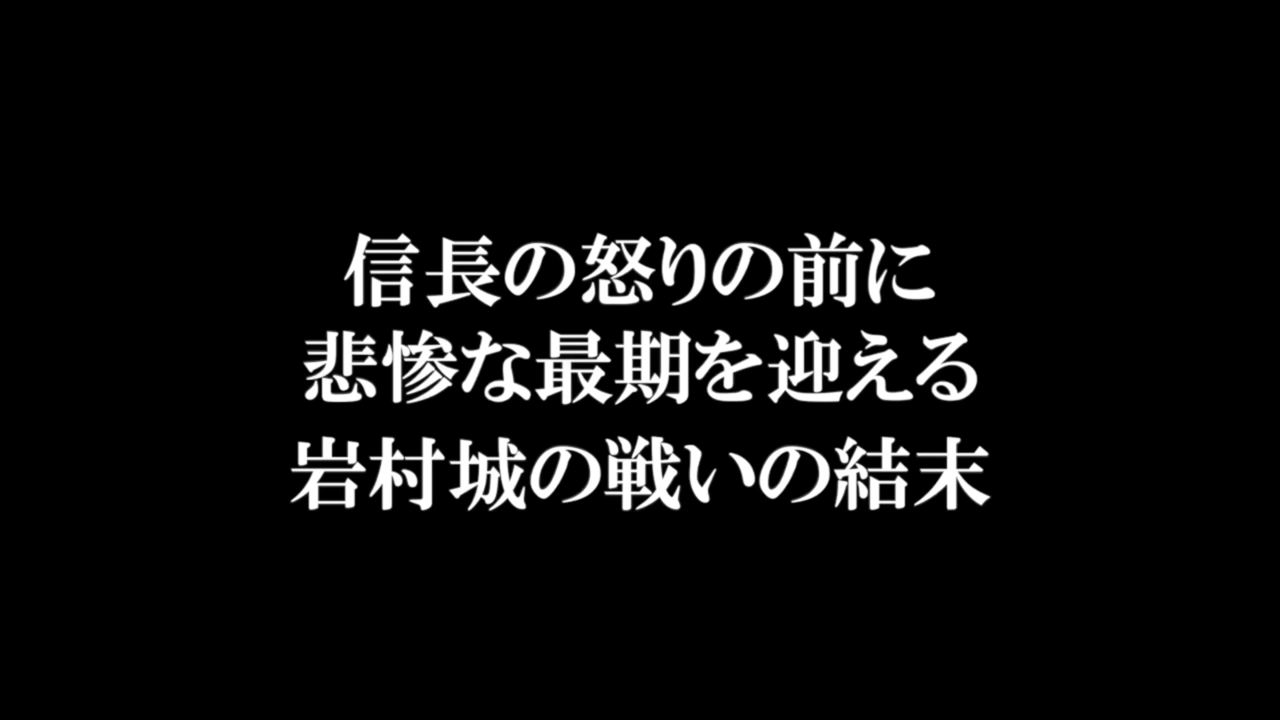 信長の怒りの前に
悲惨な最期を迎える
岩村城の戦いの結末